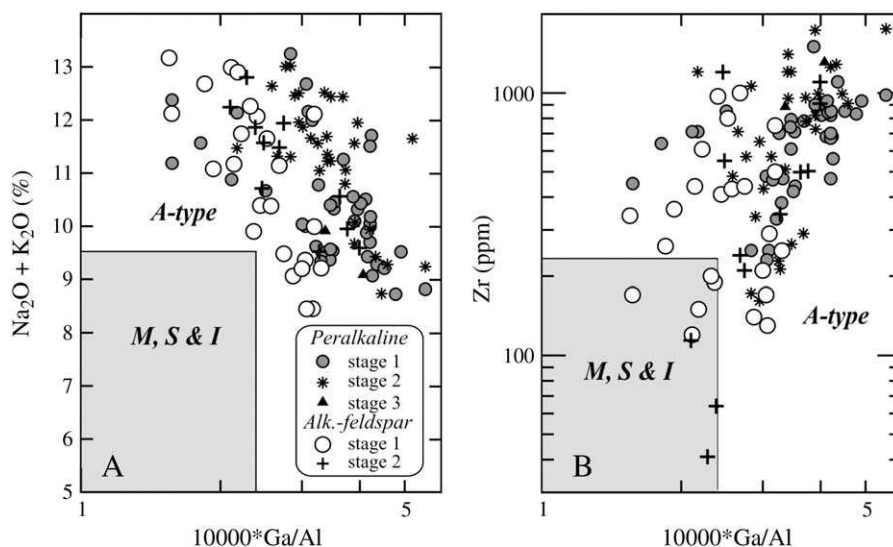 13
12
11
10
9
8
7
6
5
Na₂O + K₂O (%)
A-type
M, S & I
A
Peralkaline
stage 1
stage 2
stage 3
Alk.-feldspar
stage 1
stage 2
1
5
10000*Ga/Al
1000
100
Zr (ppm)
A-type
M, S & I
B
1
5
10000*Ga/Al